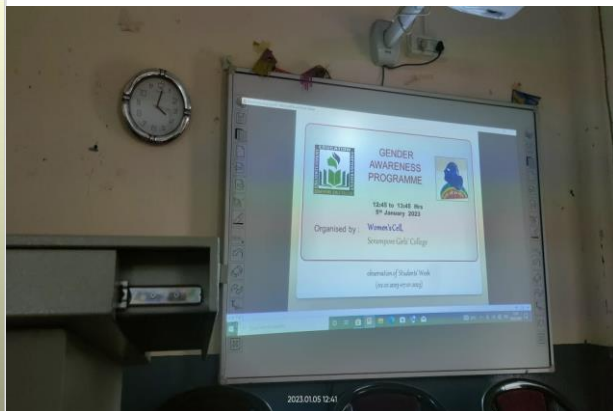 EDUCATION
GENDER
AWARENESS
PROGRAMME
12:45 to 13:45 Hrs
5th January 2023
Organised by : Women's Cell,
Serampore Girls' College
observation of Students' Week
2023.01.05 12:41